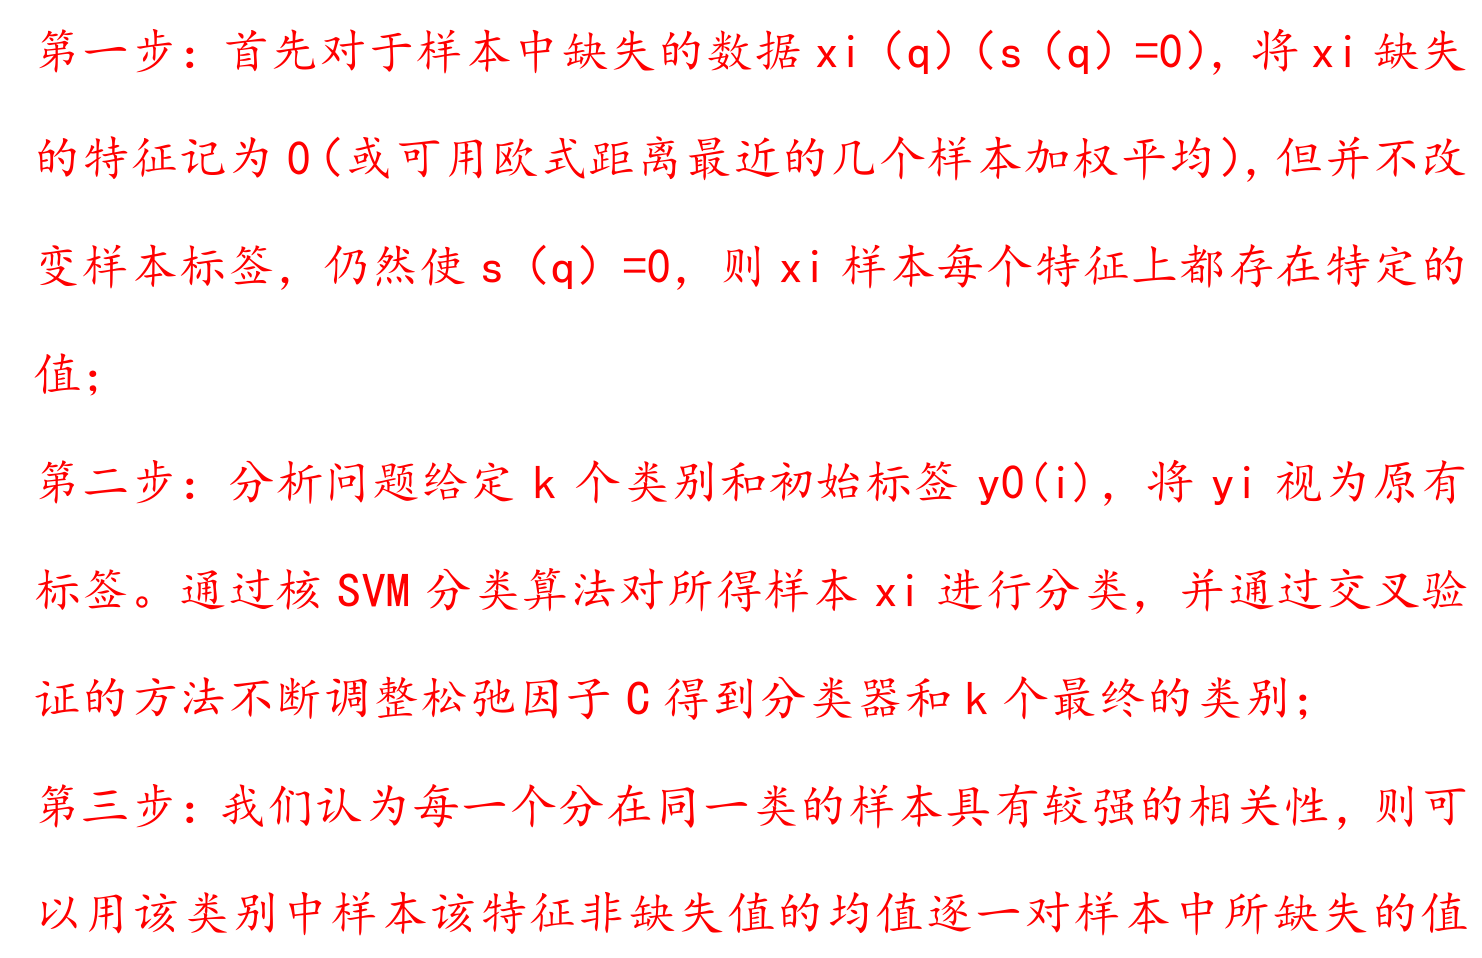 第一步：首先对于样本中缺失的数据 xi（q）（s（q）=0），将 xi 缺失
的特征记为 0（或可用欧式距离最近的几个样本加权平均），但并不改
变样本标签，仍然使 s（q）=0，则 xi 样本每个特征上都存在特定的
值；
第二步：分析问题给定 k 个类别和初始标签 y0(i)，将 yi 视为原有
标签。通过核 SVM 分类算法对所得样本 xi 进行分类，并通过交叉验
证的方法不断调整松弛因子 C 得到分类器和 k 个最终的类别；
第三步：我们认为每一个分在同一类的样本具有较强的相关性，则可
以用该类别中样本该特征非缺失值的均值逐一对样本中所缺失的值